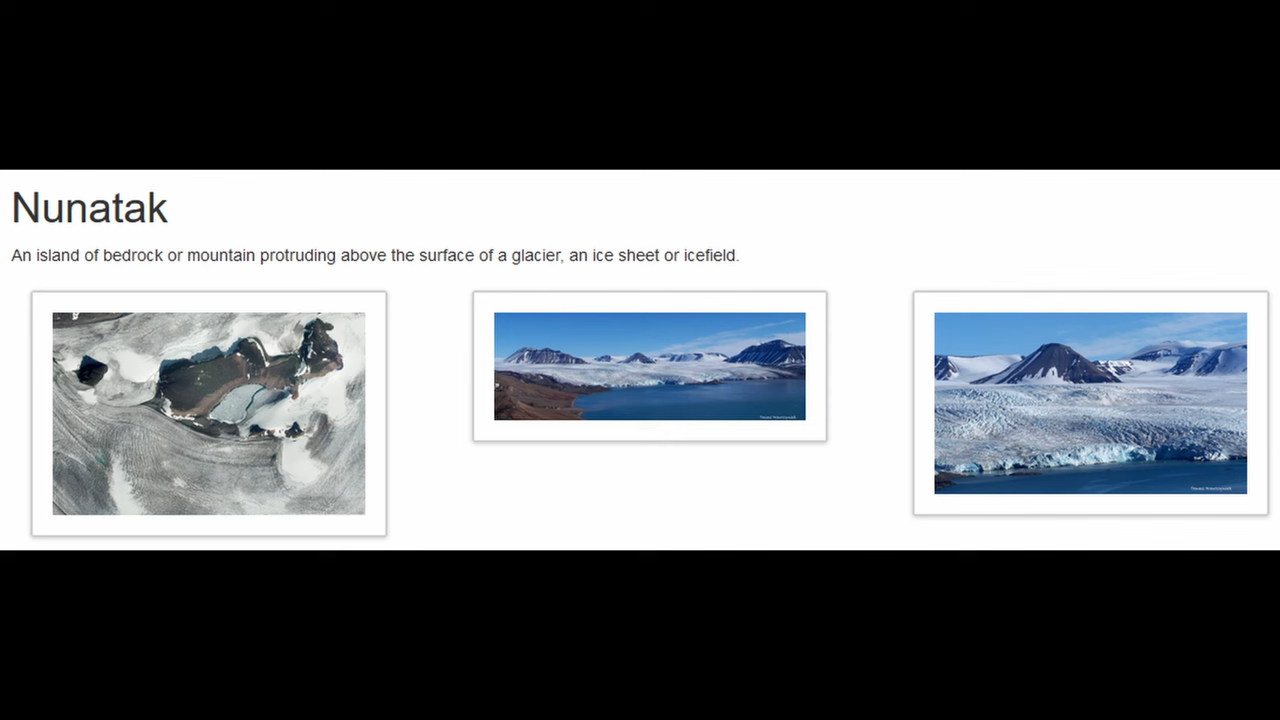 Nunatak
An island of bedrock or mountain protruding above the surface of a glacier, an ice sheet or icefield.